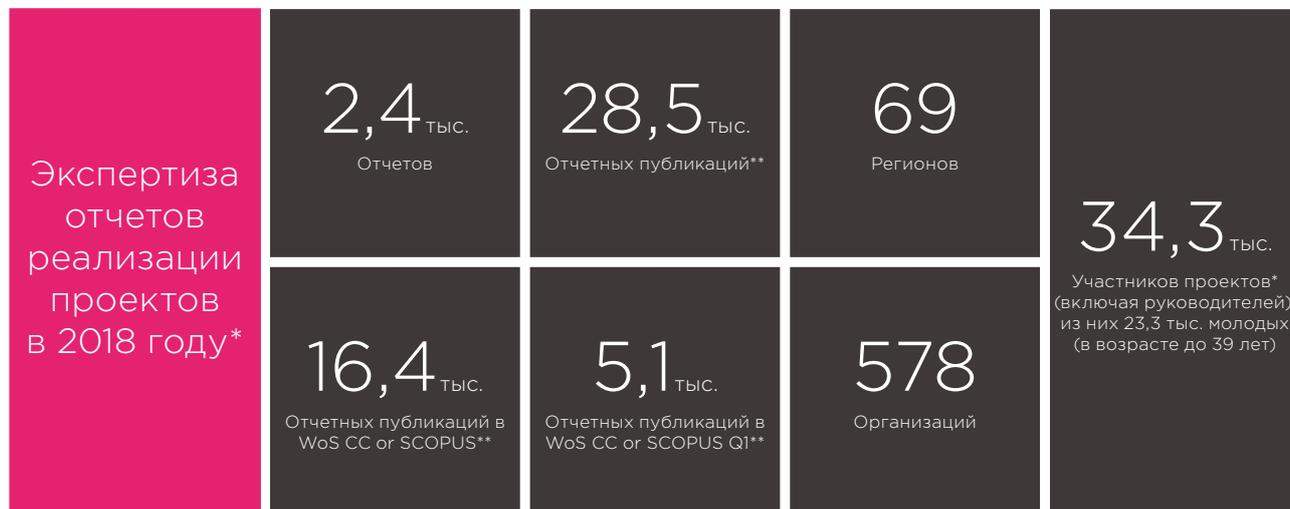 Экспертиза
отчетов
реализации
проектов
в 2018 году*
2,4 тыс.
Отчетов
28,5 тыс.
Отчетных публикаций**
69
Регионов
16,4 тыс.
Отчетных публикаций в
WoS CC or SCOPUS**
5,1 тыс.
Отчетных публикаций в
WoS CC or SCOPUS Q1**
578
Организаций
34,3 тыс.
Участников проектов*
(включая руководителей)
из них 23,3 тыс. молодых
(в возрасте до 39 лет)